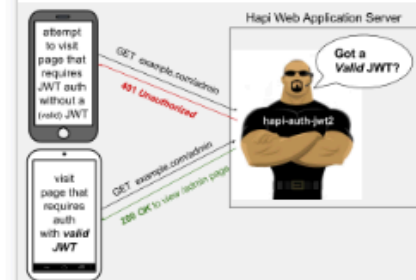 Hapi Web Application Server
attempt
to visit
page that
requires
JWT auth
without a
(valid) JWT
GET example.com/admin
401 Unauthorized
Got a
Valid JWT?
hapi-auth-jwt2
visit
page that
requires
auth
with valid
JWT
GET example.com/admin
200 OK to view /admin page